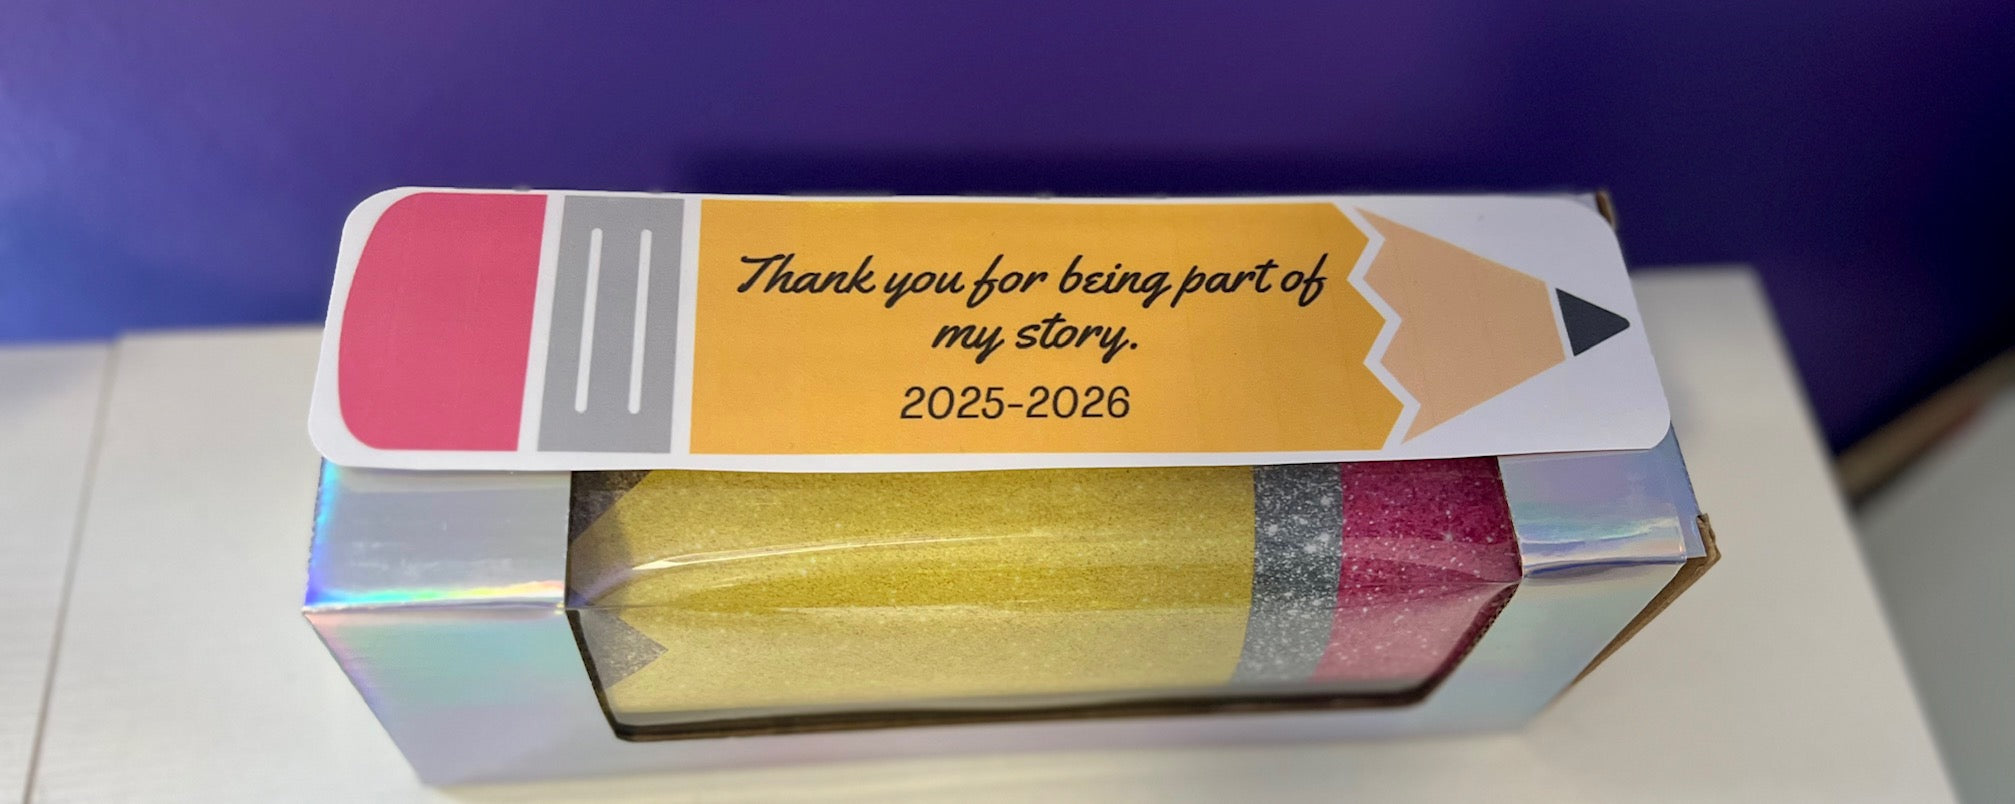 Thank you for being part of
my story.
2025-2026